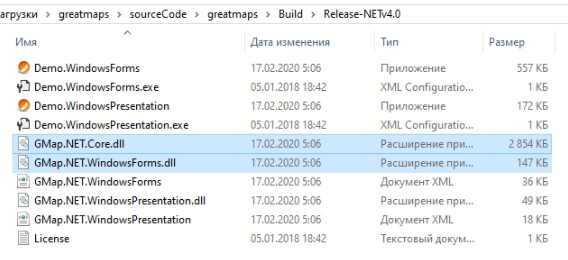 агрузки › greatmaps › sourceCode › greatmaps › Build › Release-NETv4.0
Имя Дата изменения Тип Размер
Demo.WindowsForms 17.02.2020 5:06 Приложение 557 КБ
Demo.WindowsForms.exe 05.01.2018 18:42 XML Configuratio... 1 КБ
Demo.WindowsPresentation 17.02.2020 5:06 Приложение 172 КБ
Demo.WindowsPresentation.exe 05.01.2018 18:42 XML Configuratio... 1 КБ
GMap.NET.Core.dll 17.02.2020 5:06 Расширение при... 2 854 КБ
GMap.NET.WindowsForms.dll 17.02.2020 5:06 Расширение при... 147 КБ
GMap.NET.WindowsForms 17.02.2020 5:06 Документ XML 36 КБ
GMap.NET.WindowsPresentation.dll 17.02.2020 5:06 Расширение при... 49 КБ
GMap.NET.WindowsPresentation 17.02.2020 5:06 Документ XML 18 КБ
License 05.01.2018 18:42 Текстовый докум... 1 КБ